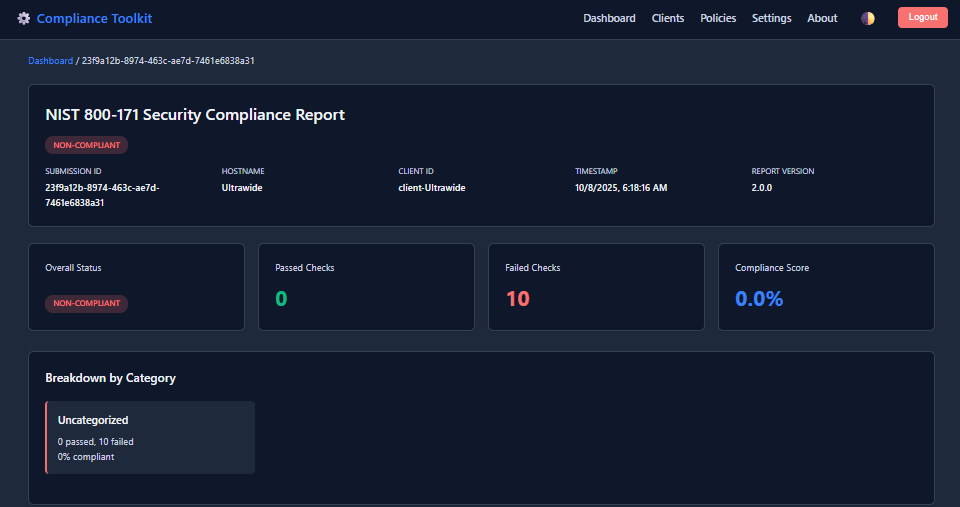 Compliance Toolkit
Dashboard Clients Policies Settings About Logout
Dashboard / 23f9a12b-8974-463c-ae7d-7461e6838a31
NIST 800-171 Security Compliance Report
NON-COMPLIANT
SUBMISSION ID
23f9a12b-8974-463c-ae7d-
7461e6838a31
HOSTNAME
Ultrawide
CLIENT ID
client-Ultrawide
TIMESTAMP
10/8/2025, 6:18:16 AM
REPORT VERSION
2.0.0
Overall Status
NON-COMPLIANT
Passed Checks
0
Failed Checks
10
Compliance Score
0.0%
Breakdown by Category
Uncategorized
0 passed, 10 failed
0% compliant